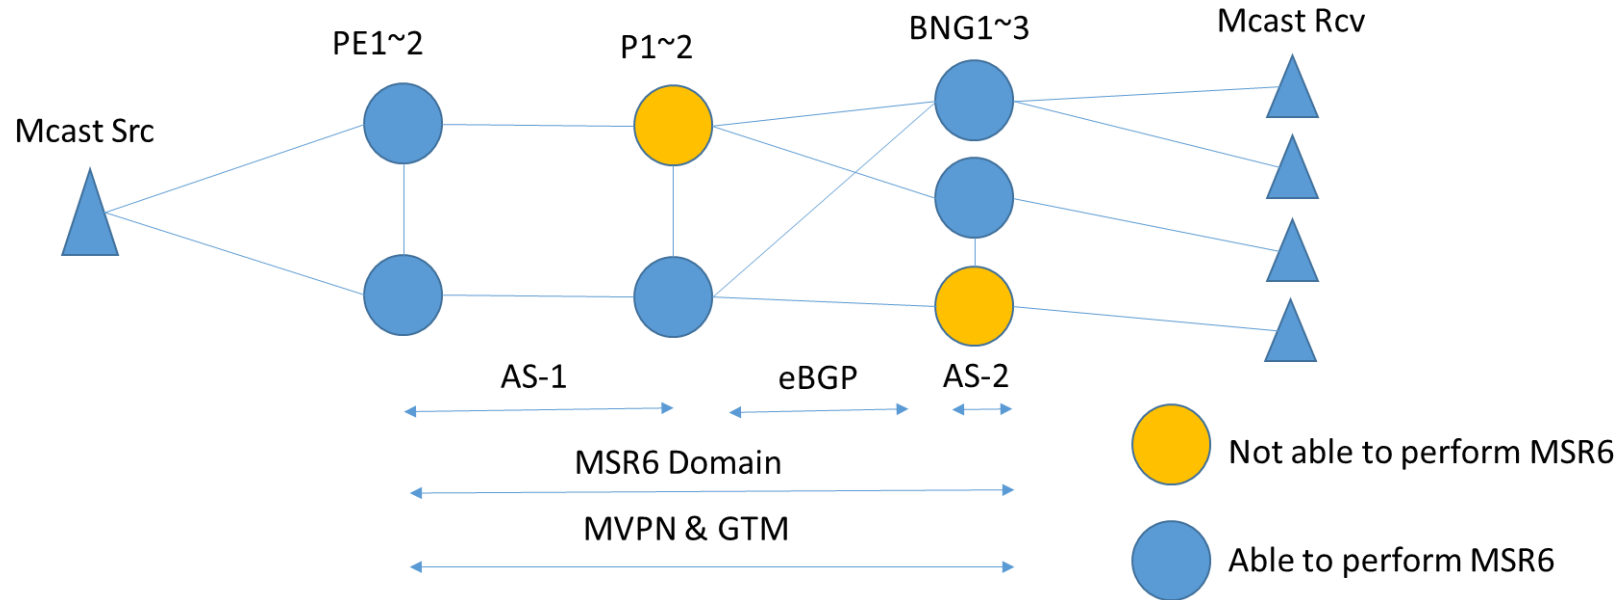 PE1~2
P1~2
BNG1~3
Mcast Rcv
Mcast Src
AS-1
eBGP
AS-2
MSR6 Domain
MVPN & GTM
Not able to perform MSR6
Able to perform MSR6